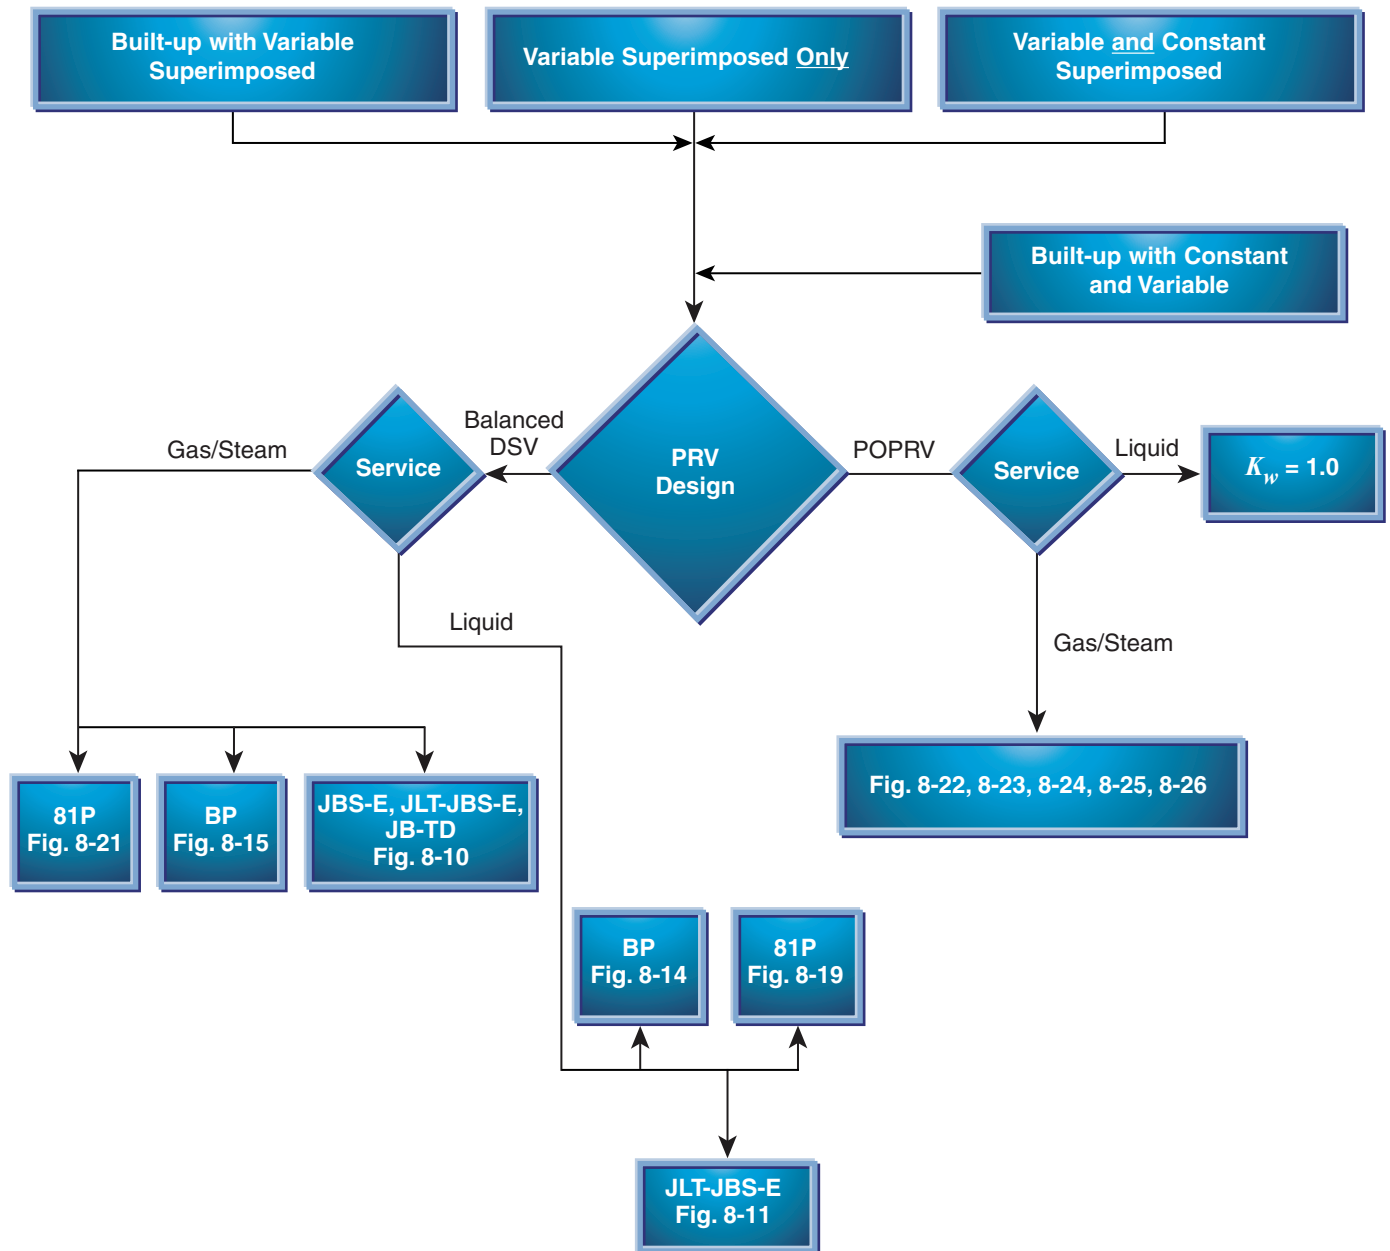 Built-up with Variable
Superimposed
Variable Superimposed Only
Variable and Constant
Superimposed
Built-up with Constant
and Variable
Balanced
DSV
Gas/Steam
Service
PRV
Design
POPRV
Service
Liquid
Kw = 1.0
Liquid
Gas/Steam
81P
Fig. 8-21
BP
Fig. 8-15
JBS-E, JLT-JBS-E,
JB-TD
Fig. 8-10
Fig. 8-22, 8-23, 8-24, 8-25, 8-26
BP
Fig. 8-14
81P
Fig. 8-19
JLT-JBS-E
Fig. 8-11